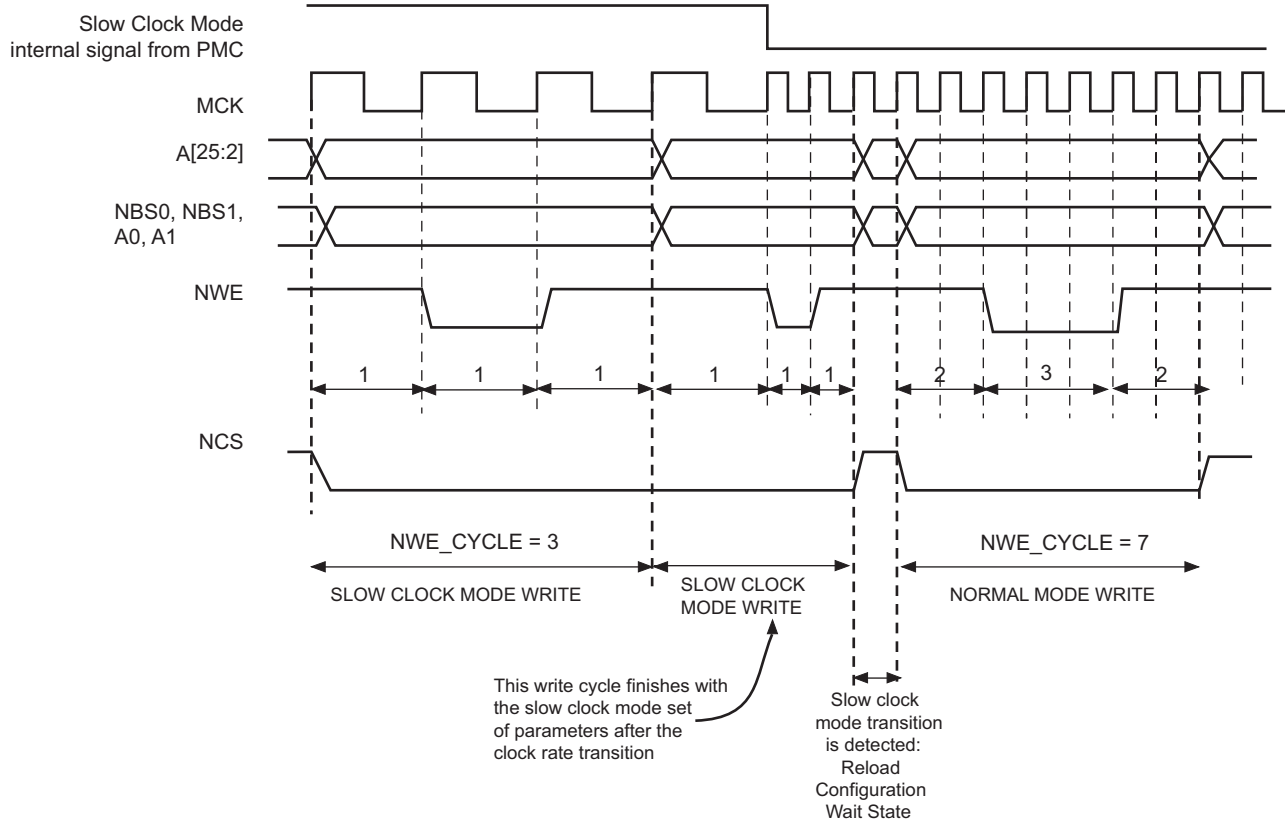 Slow Clock Mode
internal signal from PMC
MCK
A[25:2]
NBS0, NBS1,
A0, A1
NWE
1 1 1 1 1 1 2 3 2
NCS
NWE_CYCLE = 3
NWE_CYCLE = 7
SLOW CLOCK MODE WRITE
SLOW CLOCK
MODE WRITE
NORMAL MODE WRITE
This write cycle finishes with
the slow clock mode set
of parameters after the
clock rate transition
Slow clock
mode transition
is detected:
Reload
Configuration
Wait State